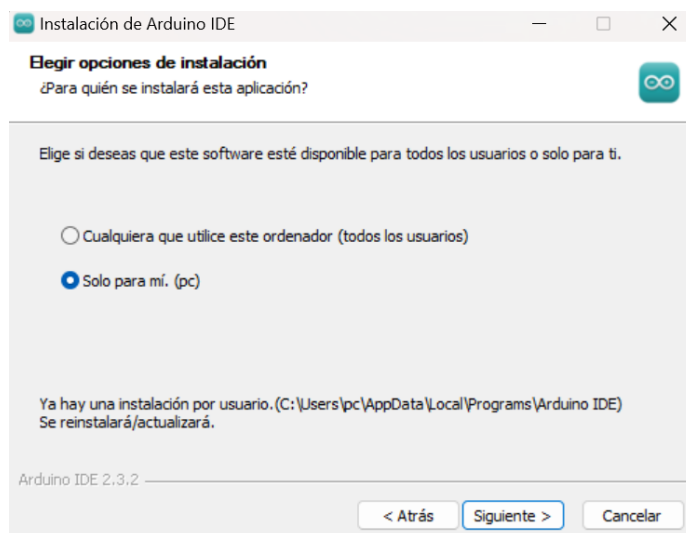 Instalación de Arduino IDE
Elegir opciones de instalación
¿Para quién se instalará esta aplicación?
Elige si deseas que este software esté disponible para todos los usuarios o solo para ti.
Cualquiera que utilice este ordenador (todos los usuarios)
Solo para mí. (pc)
Ya hay una instalación por usuario.(C:\Users\pc\AppData\Local\Programs\Arduino IDE)
Se reinstalará/actualizará.
Arduino IDE 2.3.2
< Atrás
Siguiente >
Cancelar